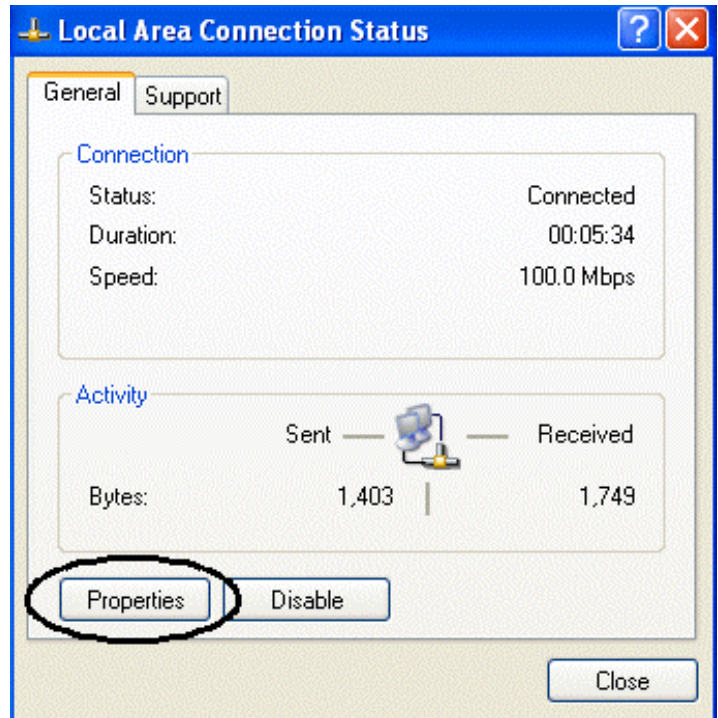 Local Area Connection Status
General Support
Connection
Status: Connected
Duration: 00:05:34
Speed: 100.0 Mbps
Activity
Sent Received
Bytes: 1,403 1,749
Properties Disable
Close